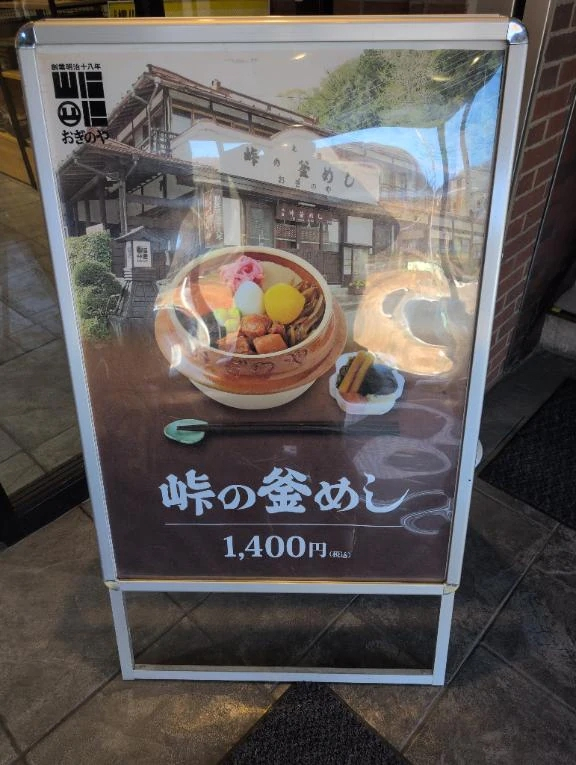 創業明治十八年
おぎのや
峠の釜めし
おぎのや
峠の釜めし
1,400円(税込)